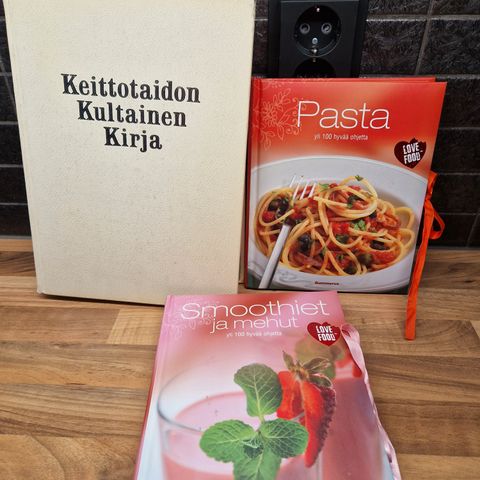 Keittotaidon
Kultainen
Kirja
Pasta
yli 100 hyvää ohjetta
LOVE
FOOD
Smoothiet
ja mehut
yli 100 hyvää ohjetta
LOVE
FOOD